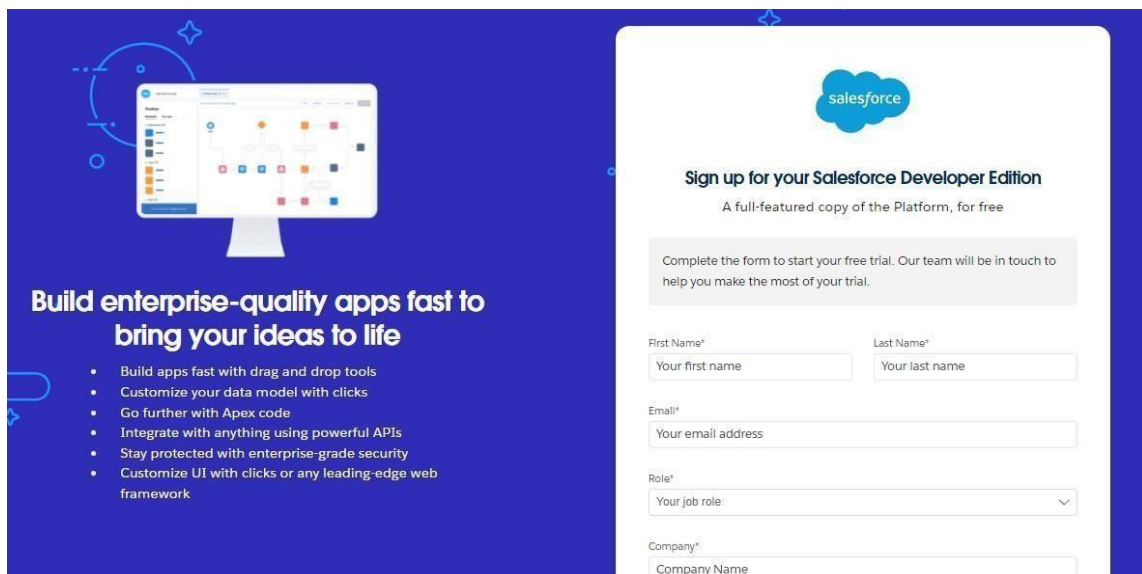 Build enterprise-quality apps fast to
bring your ideas to life
• Build apps fast with drag and drop tools
• Customize your data model with clicks
• Go further with Apex code
• Integrate with anything using powerful APIs
• Stay protected with enterprise-grade security
• Customize UI with clicks or any leading-edge web
framework
salesforce
Sign up for your Salesforce Developer Edition
A full-featured copy of the Platform, for free
Complete the form to start your free trial. Our team will be in touch to
help you make the most of your trial.
First Name* Last Name*
Your first name Your last name
Email*
Your email address
Role*
Your job role
Company*
Company Name